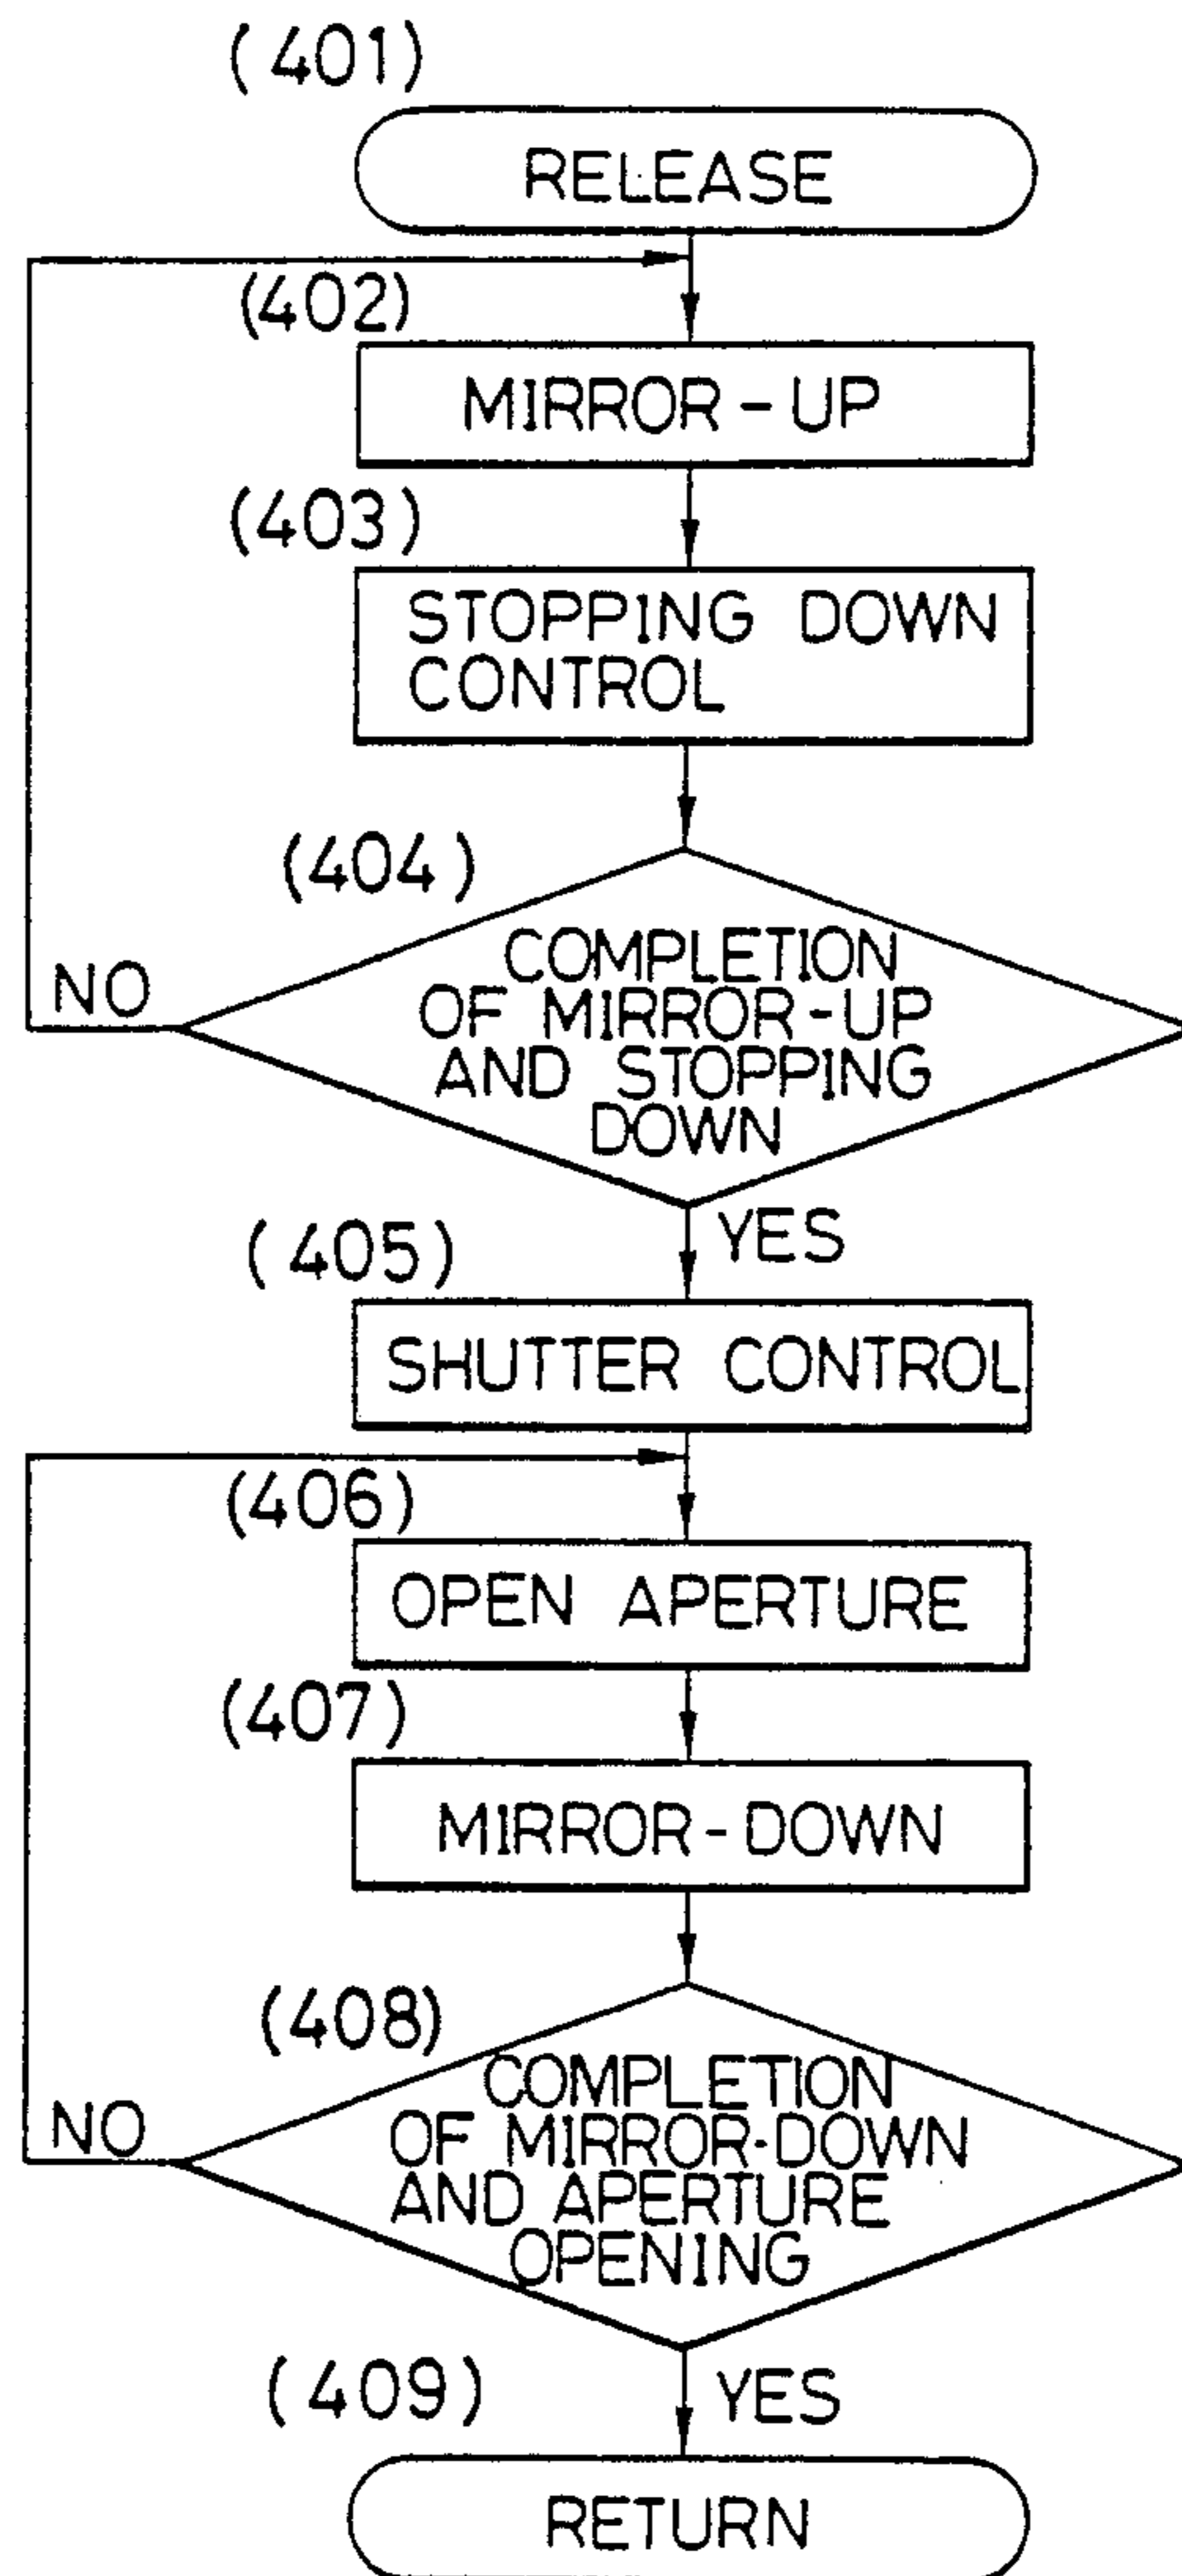 (401)
RELEASE
(402)
MIRROR-UP
(403)
STOPPING DOWN
CONTROL
(404)
COMPLETION
OF MIRROR-UP
AND STOPPING
DOWN
NO
YES
(405)
SHUTTER CONTROL
(406)
OPEN APERTURE
(407)
MIRROR-DOWN
(408)
COMPLETION
OF MIRROR-DOWN
AND APERTURE
OPENING
NO
YES
(409)
RETURN